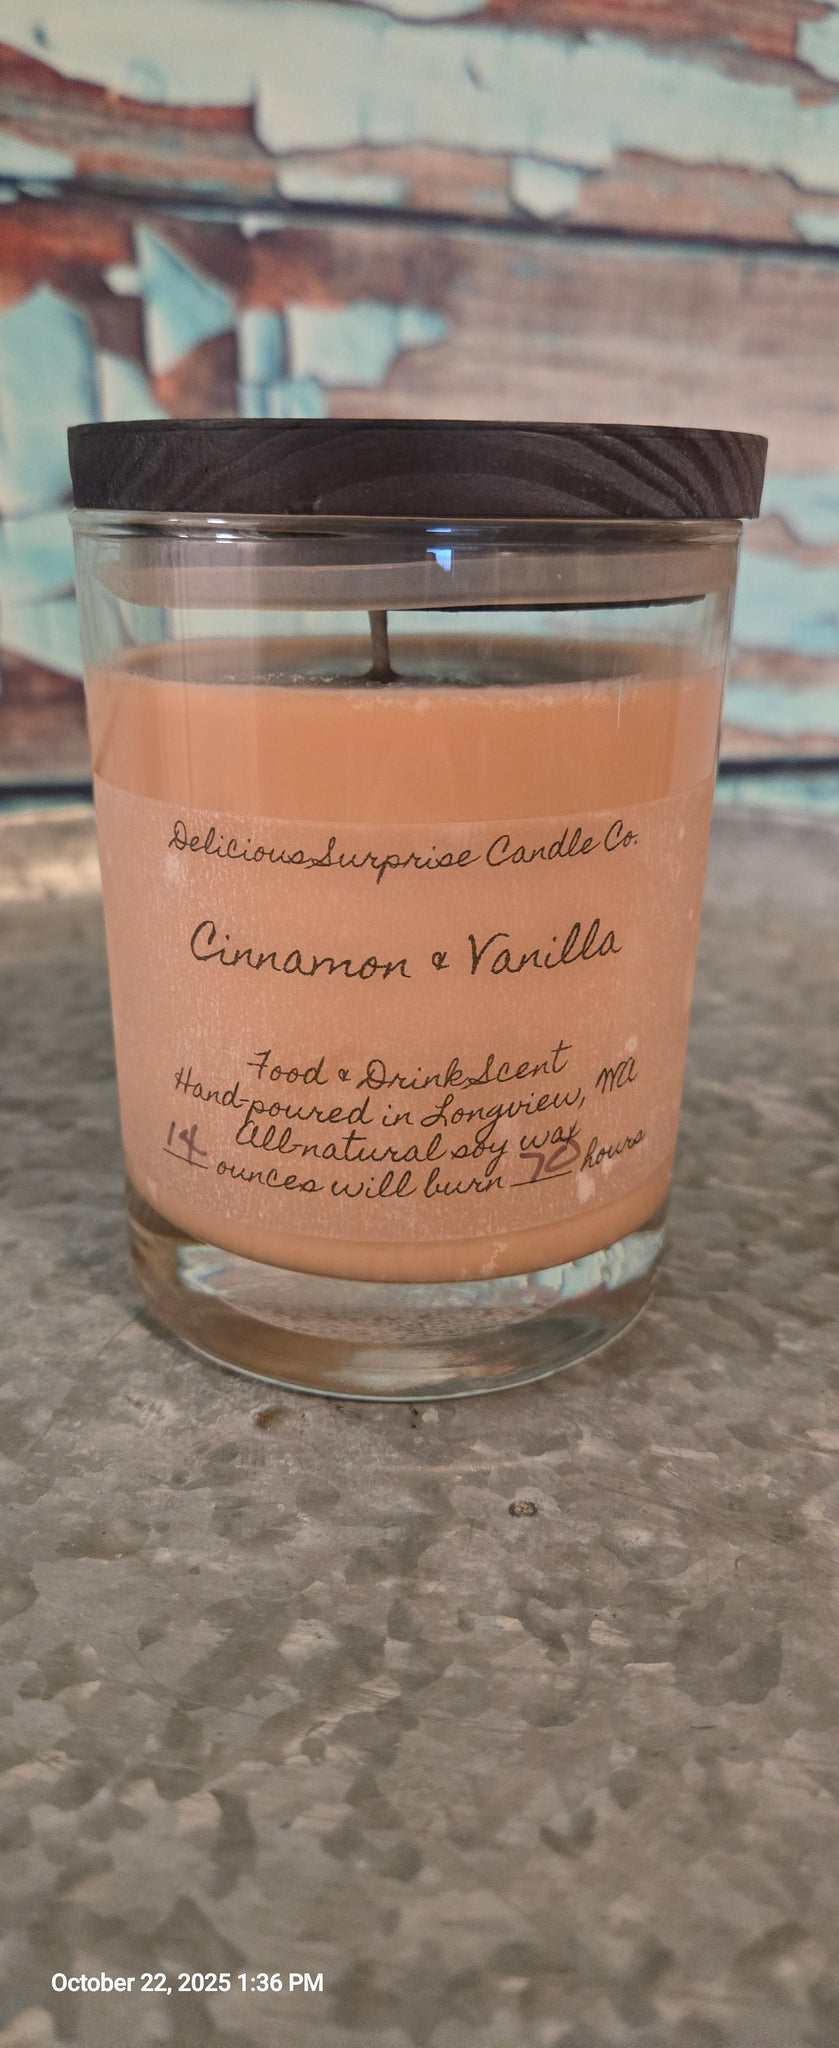 Delicious Surprise Candle Co.
Cinnamon & Vanilla
Food & Drink Scent
Hand-poured in Longview, WA
All-natural soy wax
14 ounces will burn 70 hours
October 22, 2025 1:36 PM